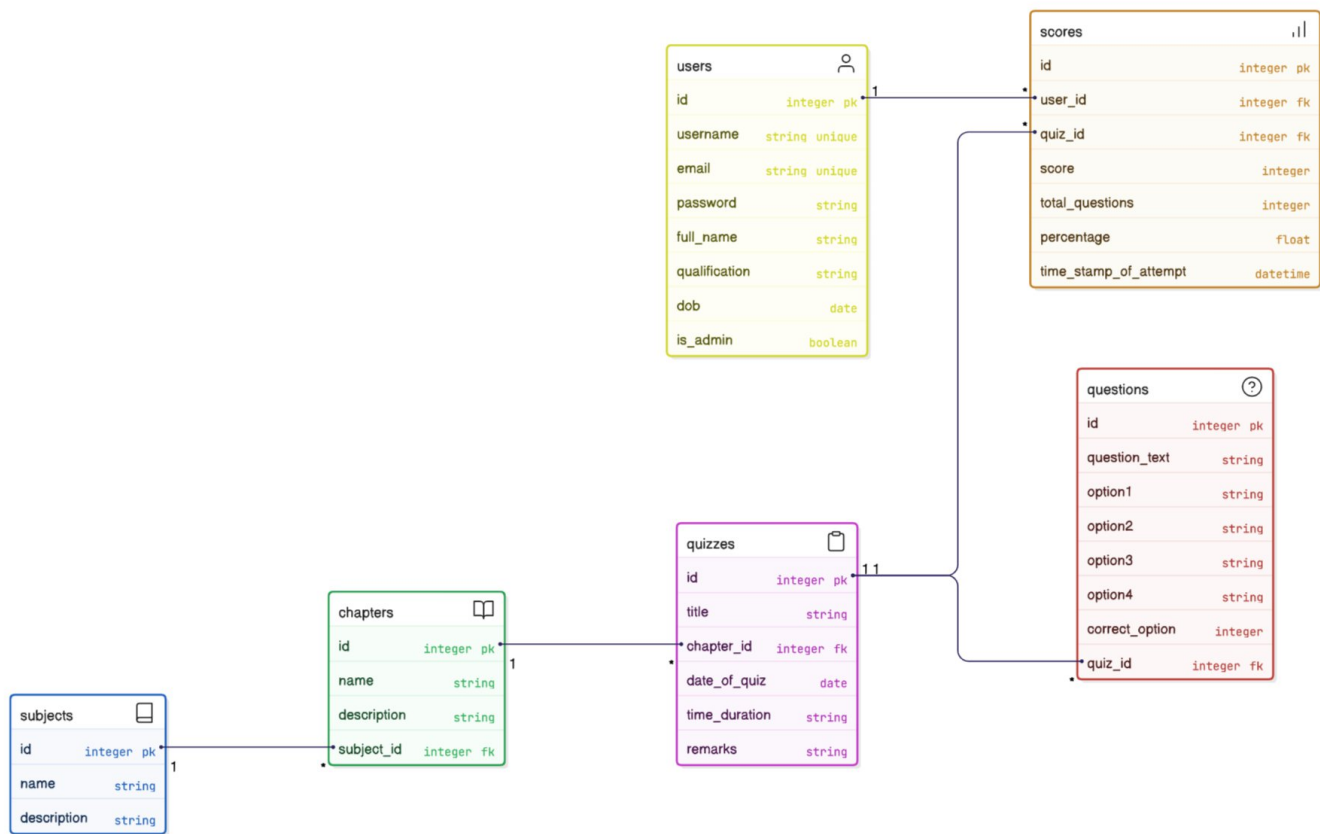 users
id integer pk
username string unique
email string unique
password string
full_name string
qualification string
dob date
is_admin boolean
1
scores
id integer pk
user_id integer fk
quiz_id integer fk
score integer
total_questions integer
percentage float
time_stamp_of_attempt datetime
*
*
questions
id integer pk
question_text string
option1 string
option2 string
option3 string
option4 string
correct_option integer
quiz_id integer fk
*
quizzes
id integer pk
title string
chapter_id integer fk
date_of_quiz date
time_duration string
remarks string
1 1
*
chapters
id integer pk
name string
description string
subject_id integer fk
1
*
subjects
id integer pk
name string
description string
1